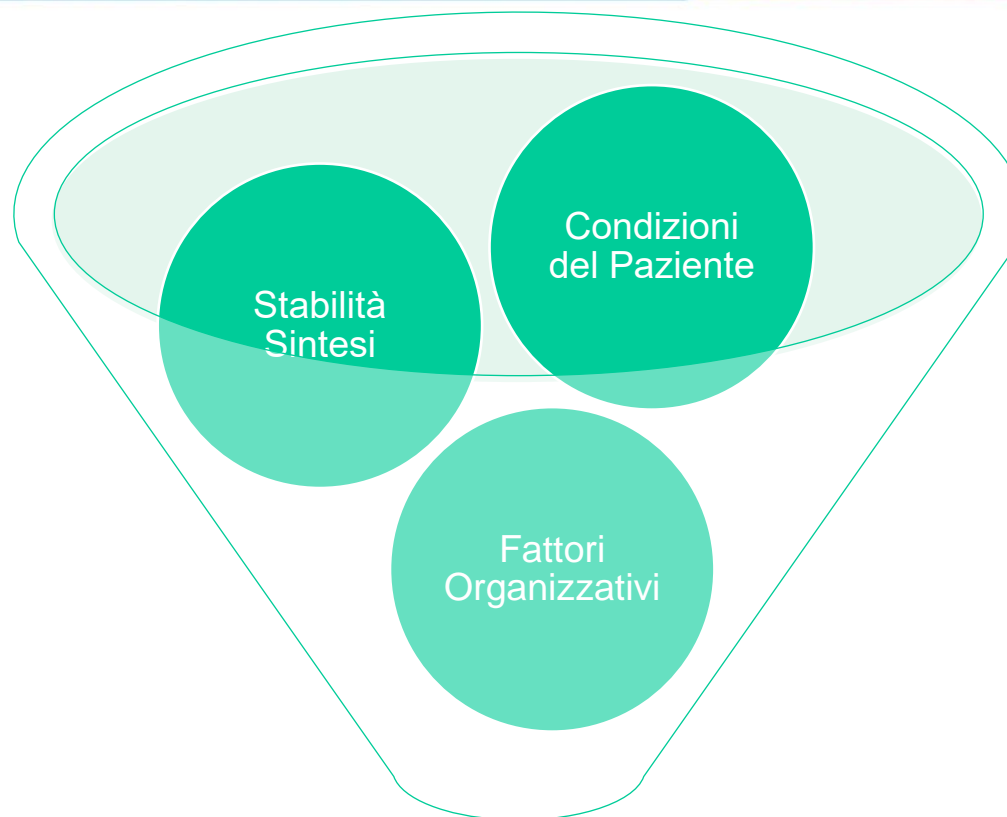 Condizioni
del Paziente
Stabilità
Sintesi
Fattori
Organizzativi